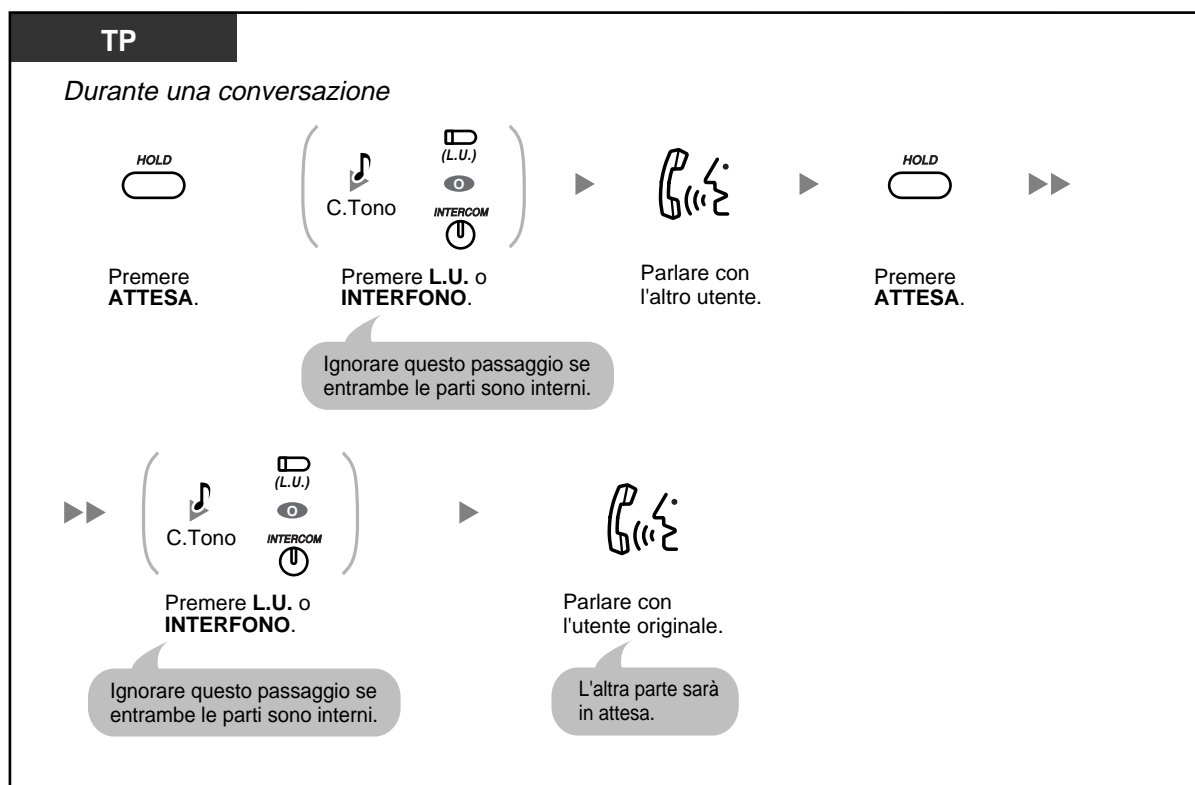 TP
Durante una conversazione
HOLD
C.Tono
(L.U.)
O
INTERCOM
HOLD
Premere
ATTESA.
Premere L.U. o
INTERFONO.
Parlare con
l'altro utente.
Premere
ATTESA.
Ignorare questo passaggio se
entrambe le parti sono interni.
C.Tono
(L.U.)
O
INTERCOM
Premere L.U. o
INTERFONO.
Parlare con
l'utente originale.
Ignorare questo passaggio se
entrambe le parti sono interni.
L'altra parte sarà
in attesa.